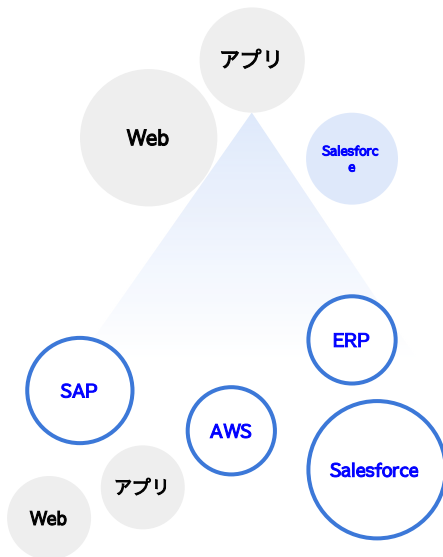 アプリ
Web
Salesforc
e
ERP
SAP
AWS
Salesforce
アプリ
Web